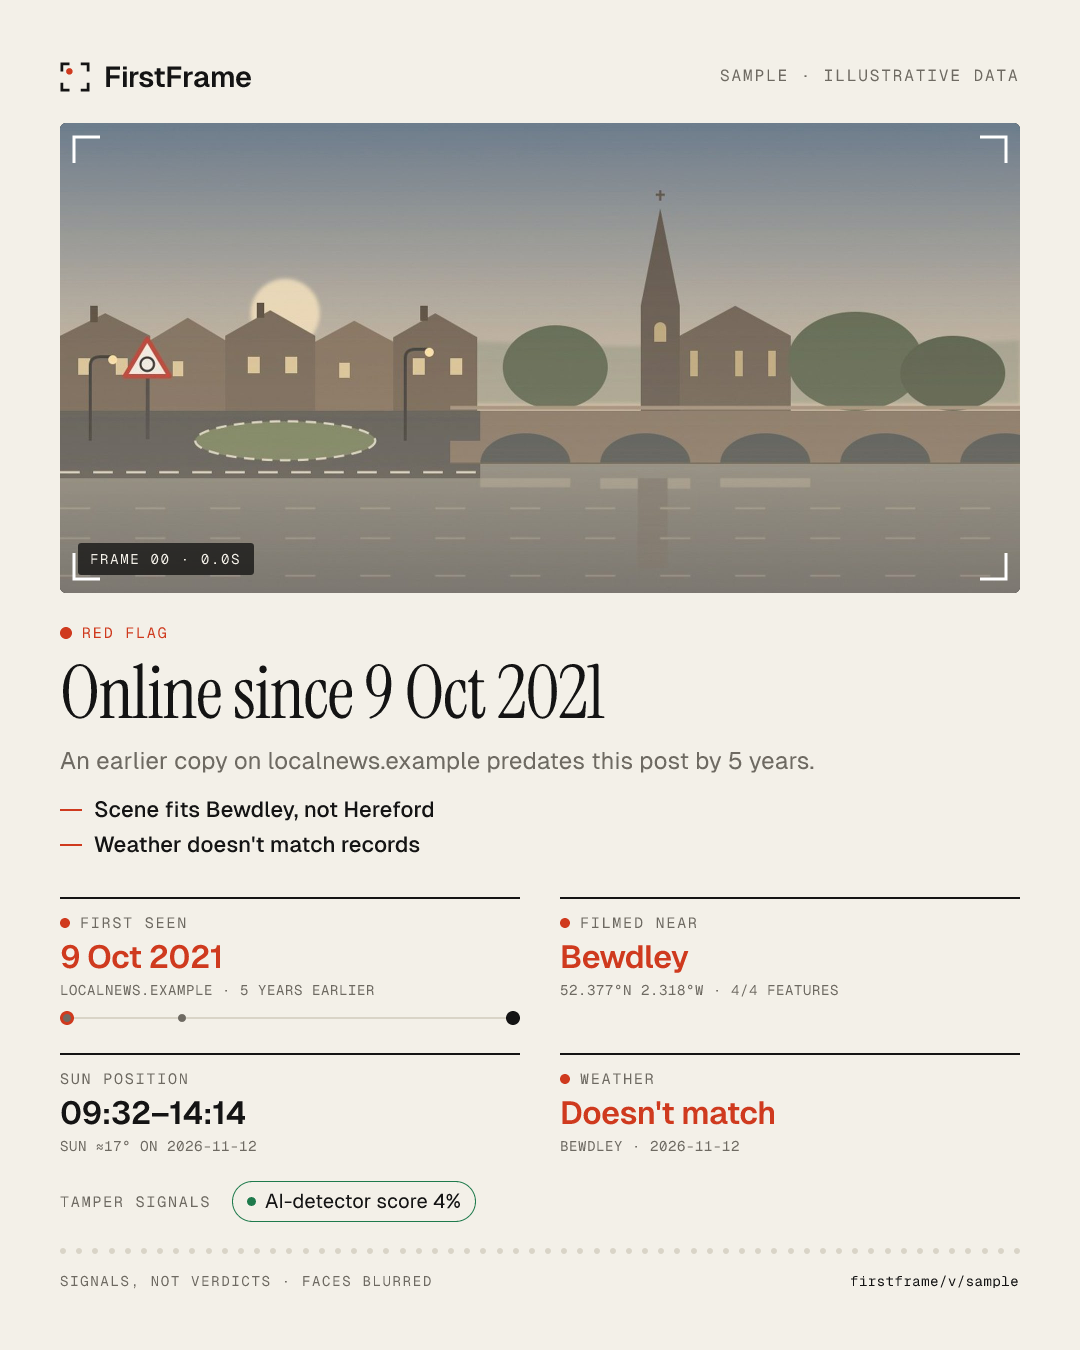 FirstFrame
SAMPLE · ILLUSTRATIVE DATA
FRAME 00 · 0.0S
RED FLAG
Online since 9 Oct 2021
An earlier copy on localnews.example predates this post by 5 years.
— Scene fits Bewdley, not Hereford
— Weather doesn't match records
FIRST SEEN
9 Oct 2021
LOCALNEWS.EXAMPLE · 5 YEARS EARLIER
FILMED NEAR
Bewdley
52.377°N 2.318°W · 4/4 FEATURES
SUN POSITION
09:32–14:14
SUN ≈17° ON 2026-11-12
WEATHER
Doesn't match
BEWDLEY · 2026-11-12
TAMPER SIGNALS
AI-detector score 4%
SIGNALS, NOT VERDICTS · FACES BLURRED
firstframe/v/sample